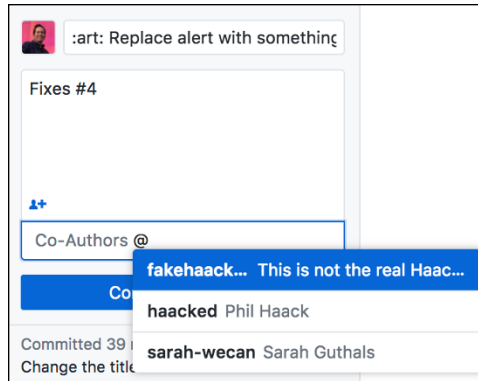 :art: Replace alert with something
Fixes #4
Co-Authors @
fakehaack... This is not the real Haac...
Co
haacked Phil Haack
sarah-wecan Sarah Guthals
Committed 39
Change the title